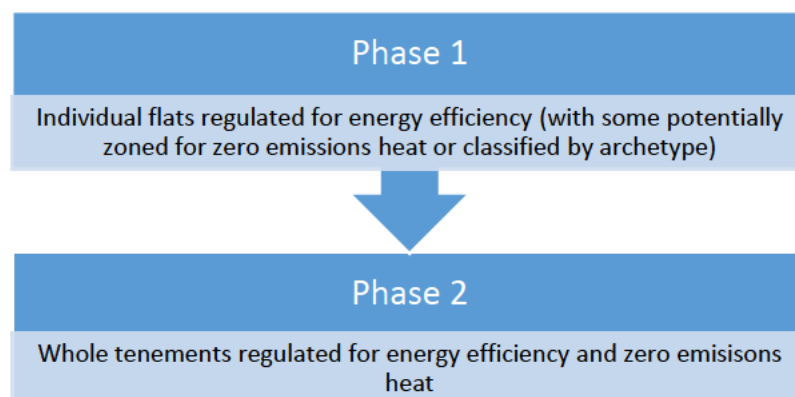 Phase 1
Individual flats regulated for energy efficiency (with some potentially
zoned for zero emissions heat or classified by archetype)
Phase 2
Whole tenements regulated for energy efficiency and zero emisisons
heat